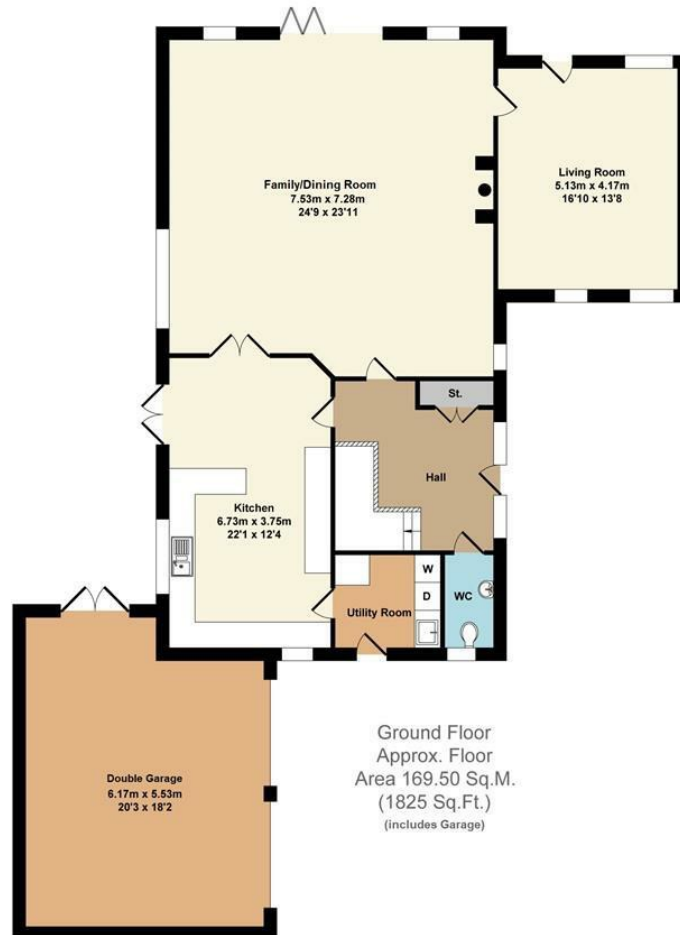 Family/Dining Room
7.53m x 7.28m
24'9 x 23'11
Living Room
5.13m x 4.17m
16'10 x 13'8
St.
Hall
Kitchen
6.73m x 3.75m
22'1 x 12'4
W
D
Utility Room
WC
Double Garage
6.17m x 5.53m
20'3 x 18'2
Ground Floor
Approx. Floor
Area 169.50 Sq.M.
(1825 Sq.Ft.)
(includes Garage)